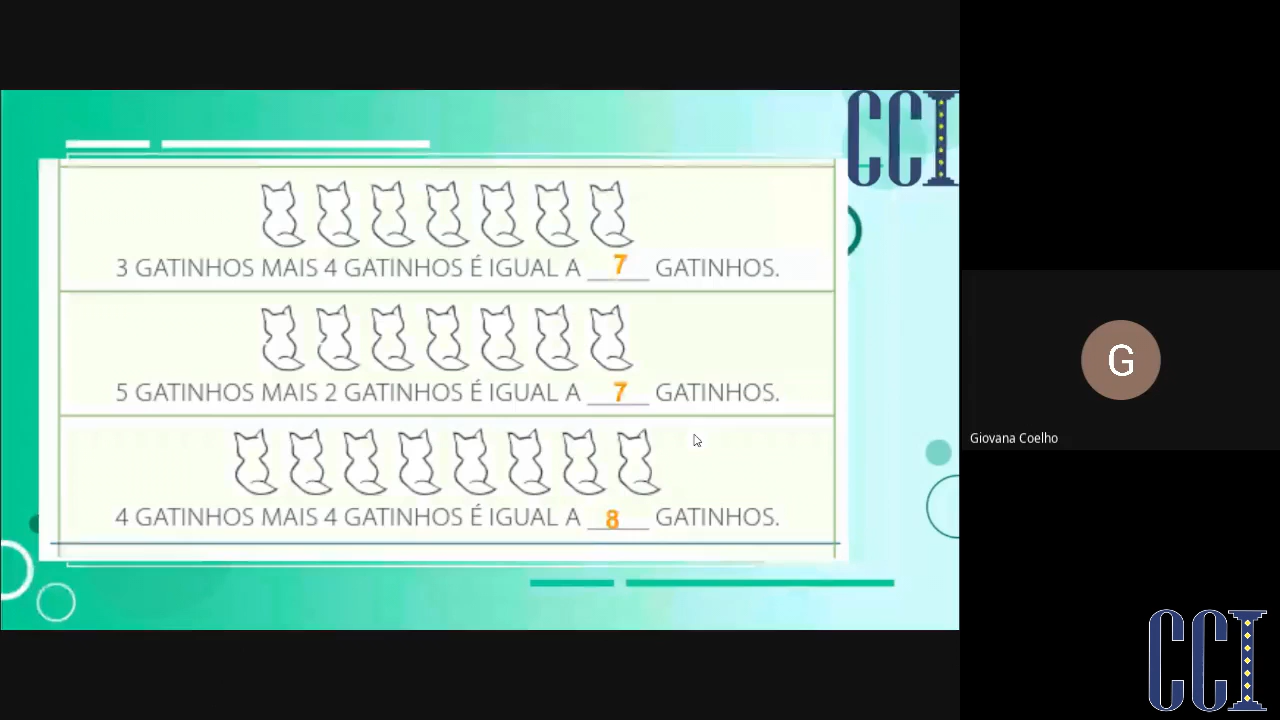 CCI
3 GATINHOS MAIS 4 GATINHOS É IGUAL A 7 GATINHOS.
5 GATINHOS MAIS 2 GATINHOS É IGUAL A 7 GATINHOS.
4 GATINHOS MAIS 4 GATINHOS É IGUAL A 8 GATINHOS.
G
Giovana Coelho
CCI